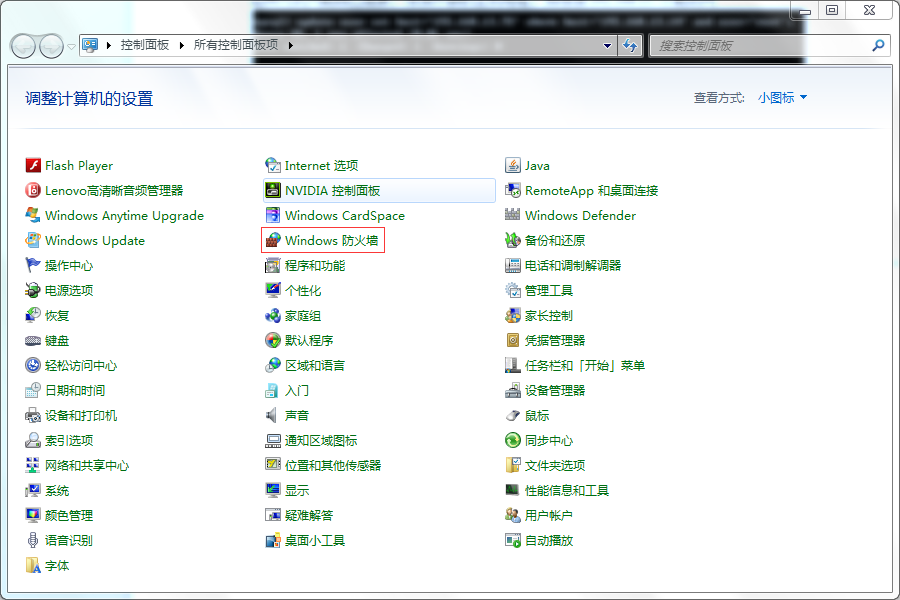 控制面板 所有控制面板项 搜索控制面板
调整计算机的设置 查看方式: 小图标
Flash Player Internet 选项 Java
Lenovo高清晰音频管理器 NVIDIA 控制面板 RemoteApp 和桌面连接
Windows Anytime Upgrade Windows CardSpace Windows Defender
Windows Update Windows 防火墙 备份和还原
操作中心 程序和功能 电话和调制解调器
电源选项 个性化 管理工具
恢复 家庭组 家长控制
键盘 默认程序 凭据管理器
轻松访问中心 区域和语言 任务栏和「开始」菜单
日期和时间 入门 设备管理器
设备和打印机 声音 鼠标
索引选项 通知区域图标 同步中心
网络和共享中心 位置和其他传感器 文件夹选项
系统 显示 性能信息和工具
颜色管理 疑难解答 用户帐户
语音识别 桌面小工具 自动播放
字体